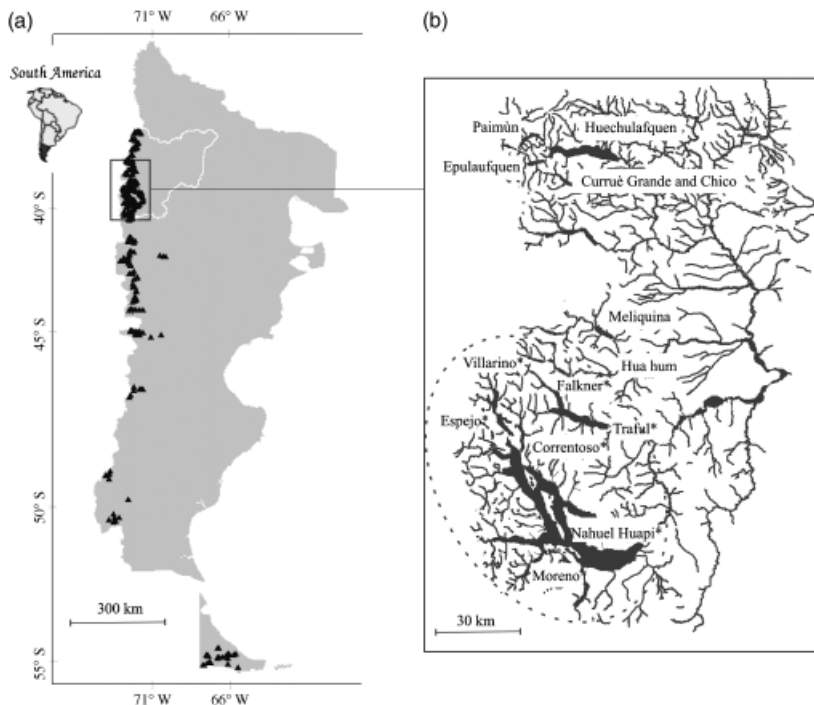 (a)
71° W 66° W
South America
40° S
45° S
50° S
55° S
300 km
71° W 66° W
(b)
Paimùn
Huechulafquen
Epulaufquen
Curruè Grande and Chico
Meliquina
Villarino*
Hua hum
Falkner*
Espejo*
Traful*
Correntoso*
Nahuel Huapi*
Moreno
30 km